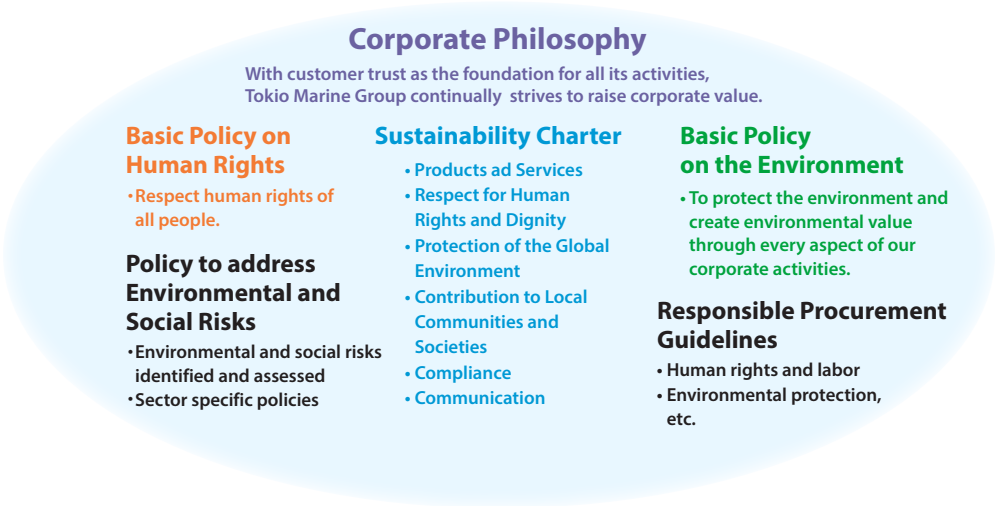 Corporate Philosophy
With customer trust as the foundation for all its activities,
Tokio Marine Group continually strives to raise corporate value.
Basic Policy on
Human Rights
・Respect human rights of
all people.
Policy to address
Environmental and
Social Risks
・Environmental and social risks
identified and assessed
・Sector specific policies
Sustainability Charter
• Products ad Services
• Respect for Human
Rights and Dignity
• Protection of the Global
Environment
• Contribution to Local
Communities and
Societies
• Compliance
• Communication
Basic Policy
on the Environment
• To protect the environment and
create environmental value
through every aspect of our
corporate activities.
Responsible Procurement
Guidelines
• Human rights and labor
• Environmental protection,
etc.